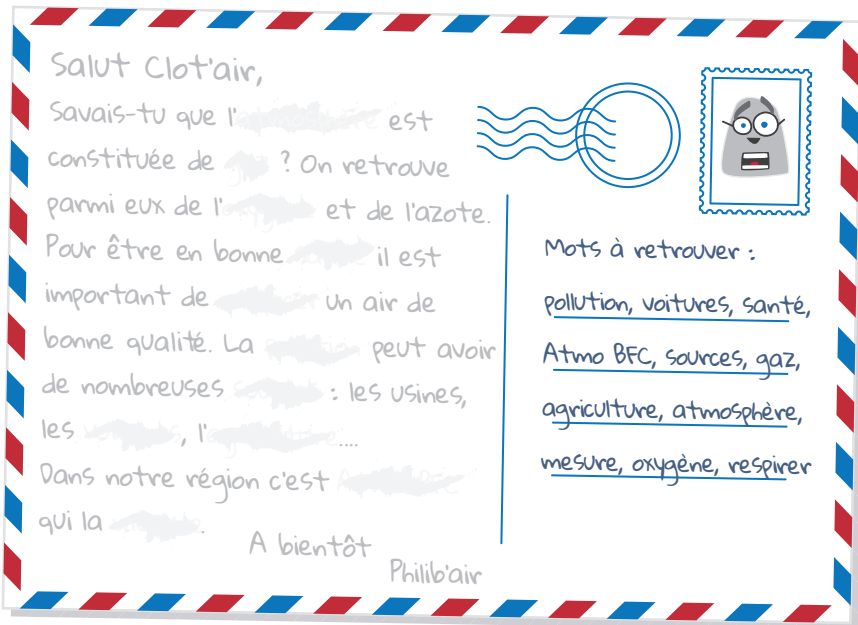 Salut Clot'air,
Savais-tu que l' est
constituée de ? On retrouve
parmi eux de l' et de l'azote.
Pour être en bonne il est
important de un air de
bonne qualité. La peut avoir
de nombreuses : les usines,
les , l' ....
Dans notre région c'est
qui la .
A bientôt
Philib'air
Mots à retrouver :
pollution, voitures, santé,
Atmo BFC, sources, gaz,
agriculture, atmosphère,
mesure, oxygène, respirer